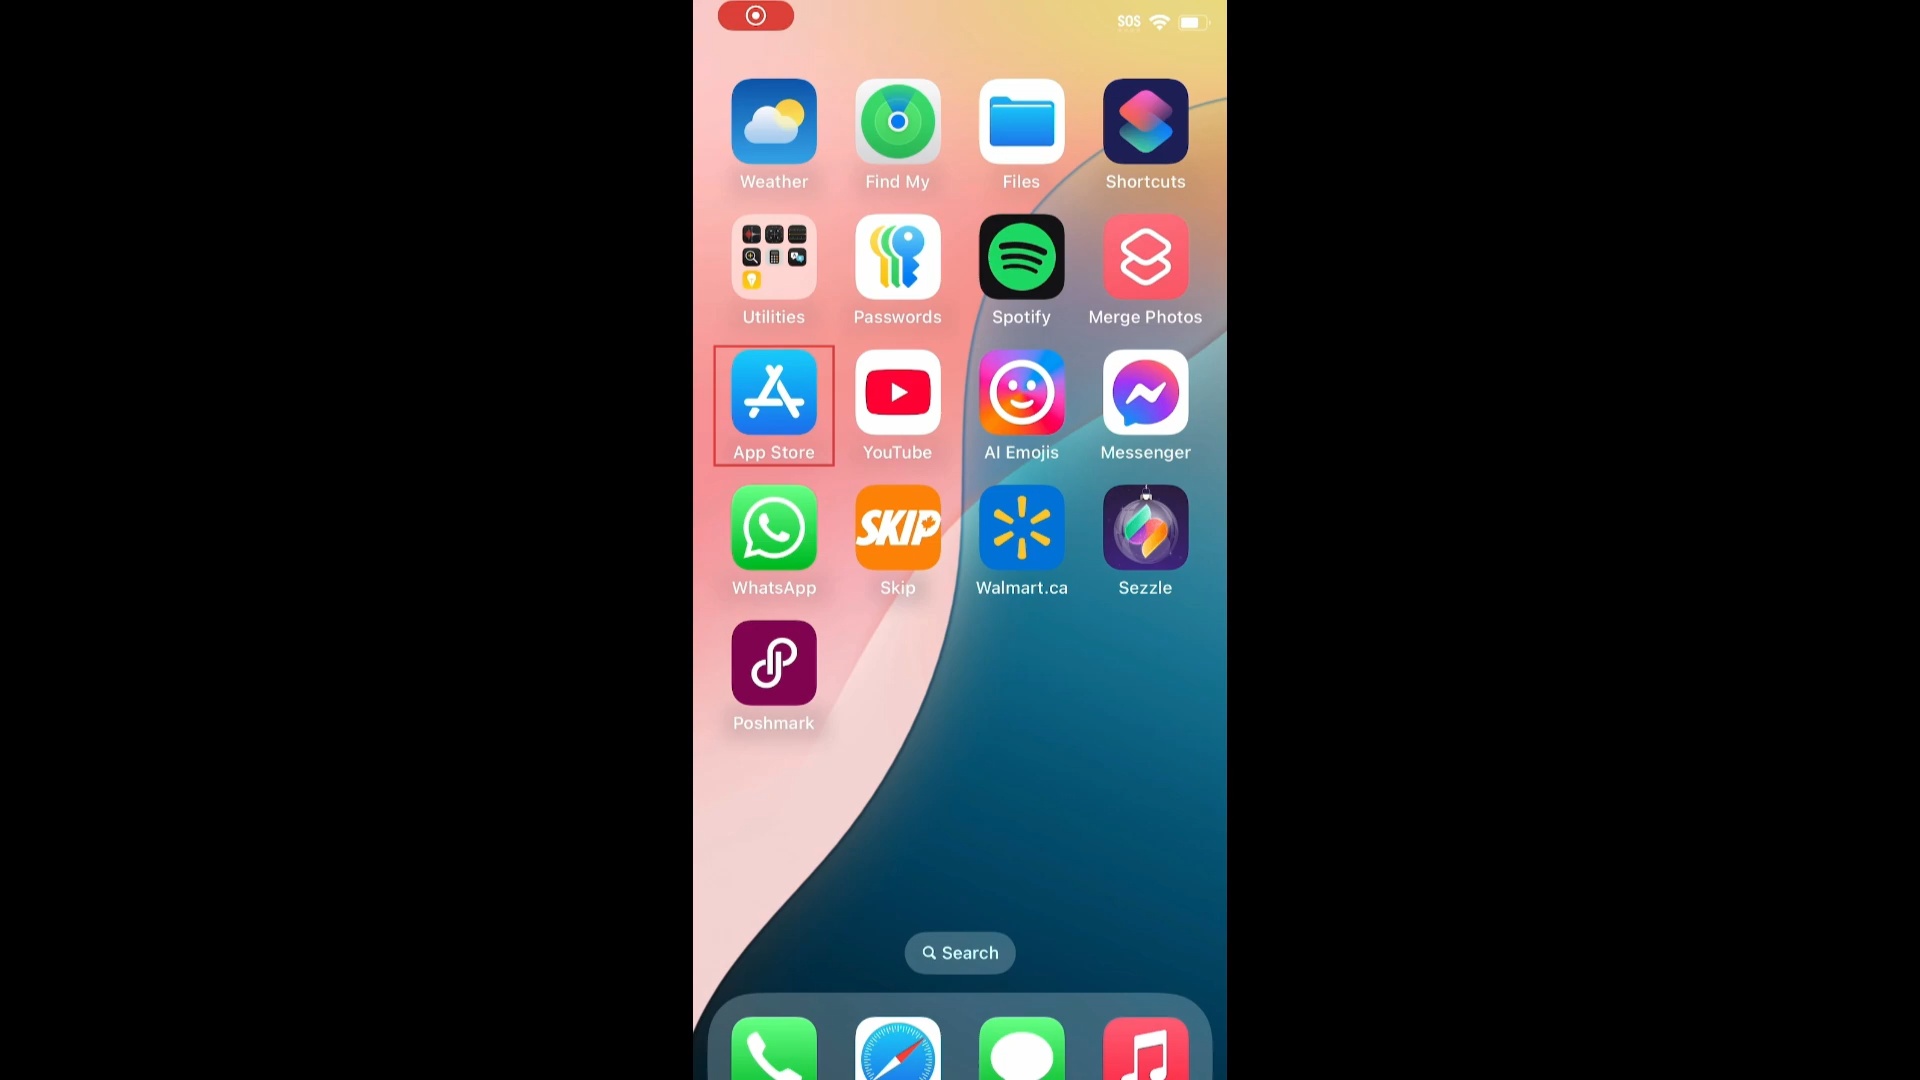 SOS
Weather Find My Files Shortcuts
Utilities Passwords Spotify Merge Photos
App Store YouTube AI Emojis Messenger
SKIP
WhatsApp Skip Walmart.ca Sezzle
Poshmark
Search